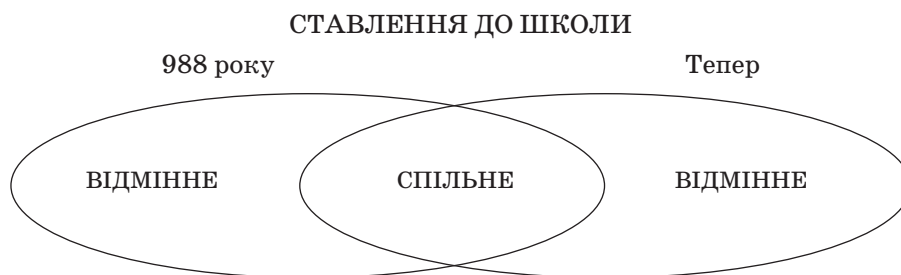 СТАВЛЕННЯ ДО ШКОЛИ
988 року Тепер
ВІДМІННЕ СПІЛЬНЕ ВІДМІННЕ